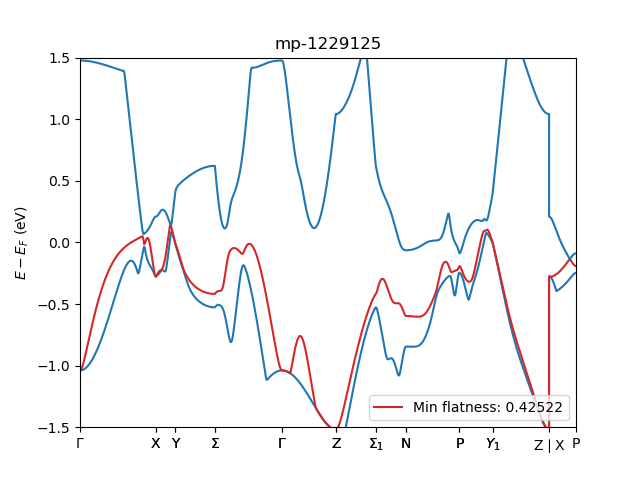 mp-1229125
E − E_F (eV)
1.5
1.0
0.5
0.0
−0.5
−1.0
−1.5
Min flatness: 0.42522
Γ X Y Σ Γ Z Σ₁ N P Y₁ Z | X P